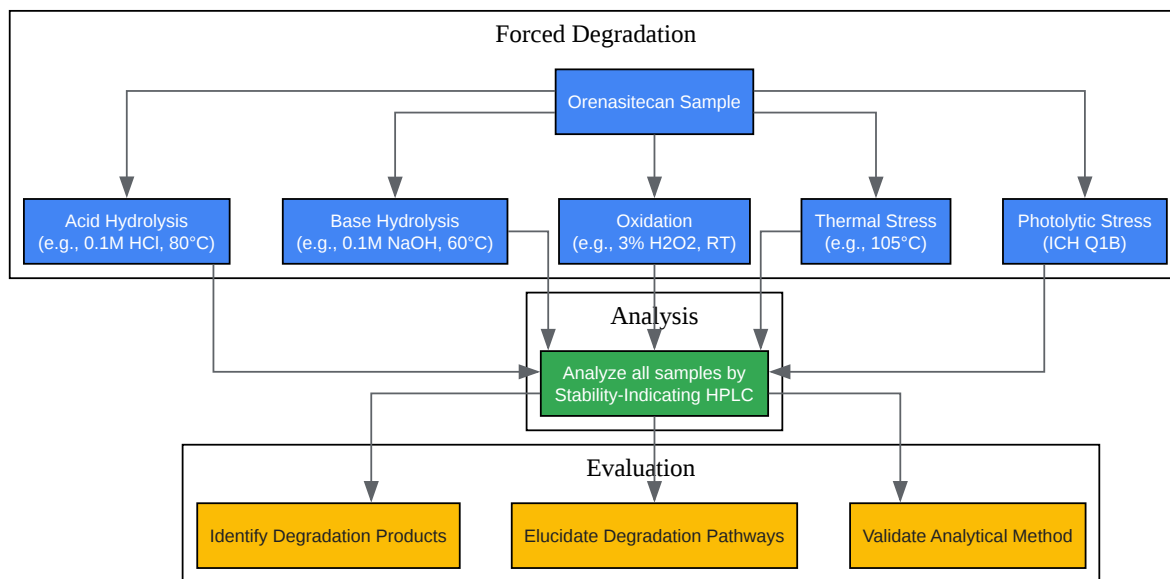 Forced Degradation
Orenasitecan Sample
Acid Hydrolysis
(e.g., 0.1M HCl, 80°C)
Base Hydrolysis
(e.g., 0.1M NaOH, 60°C)
Oxidation
(e.g., 3% H2O2, RT)
Thermal Stress
(e.g., 105°C)
Photolytic Stress
(ICH Q1B)
Analysis
Analyze all samples by
Stability-Indicating HPLC
Evaluation
Identify Degradation Products
Elucidate Degradation Pathways
Validate Analytical Method